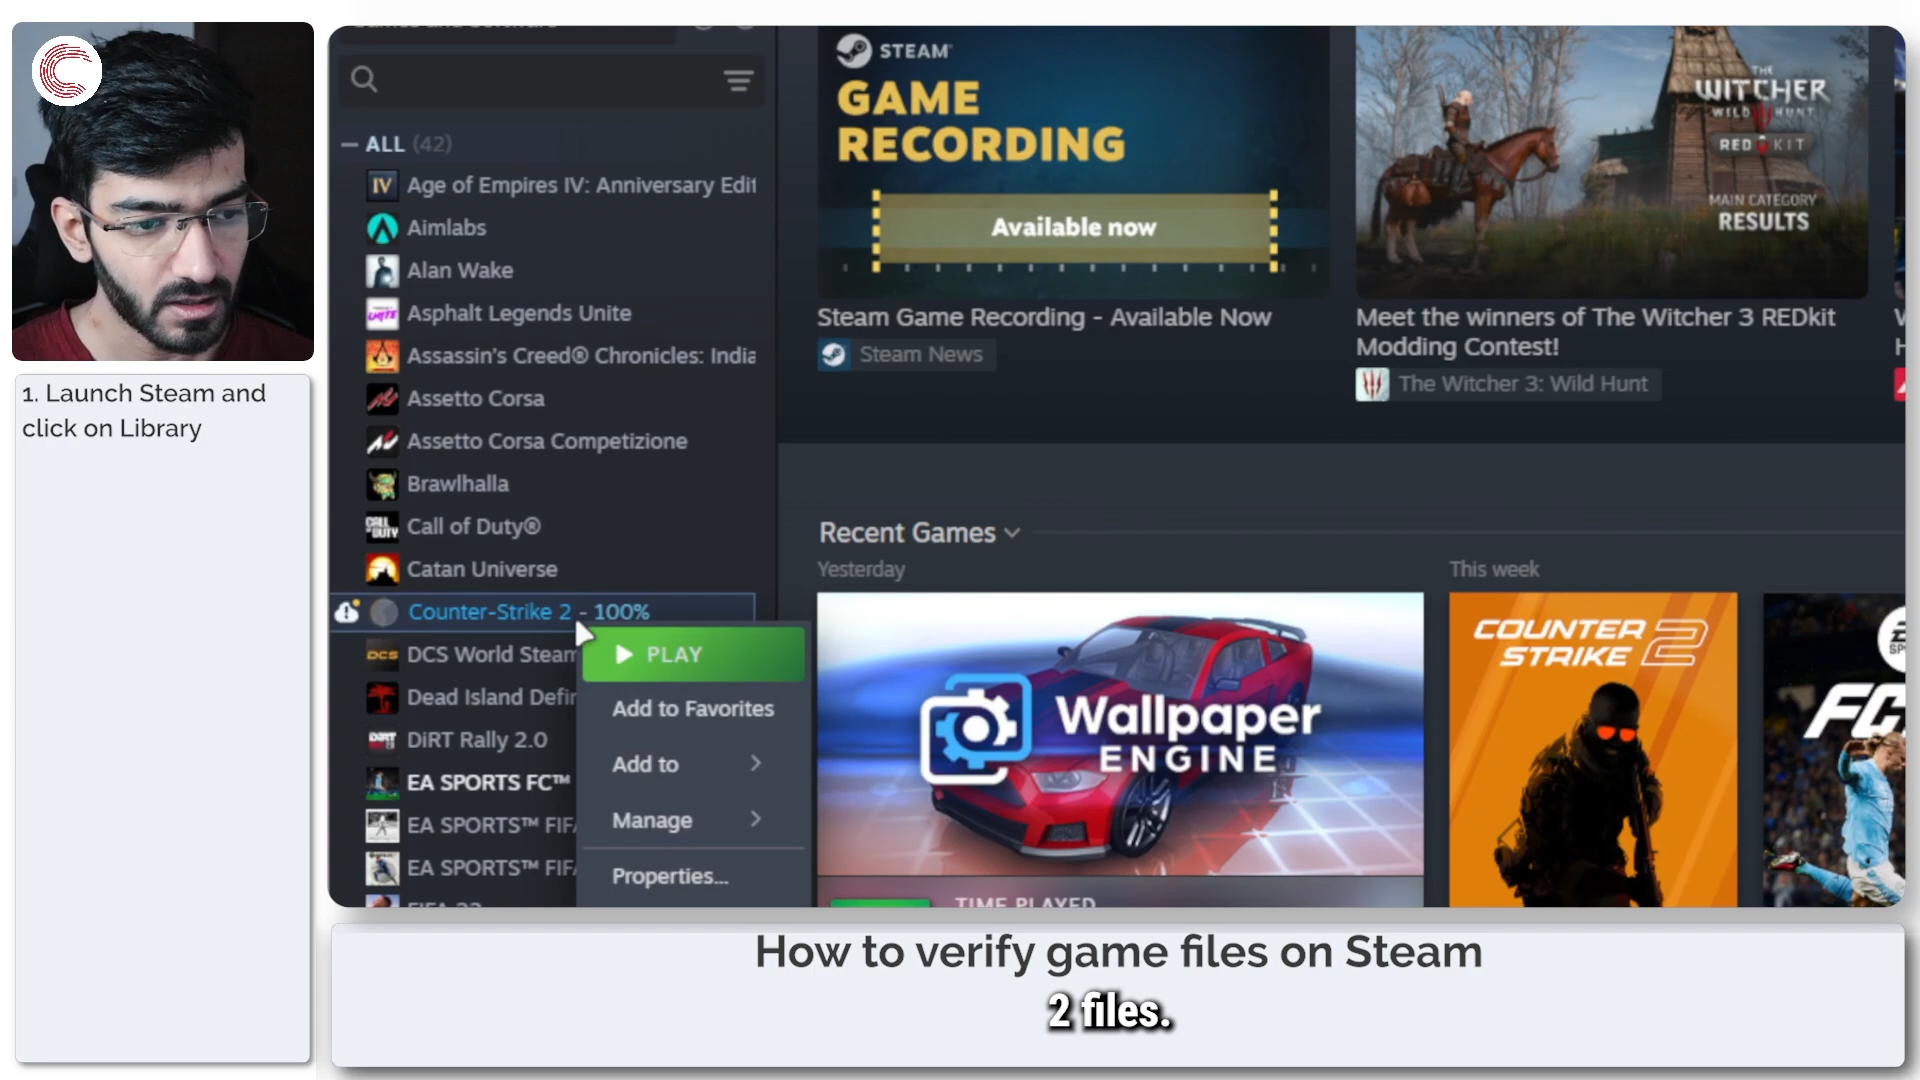 1. Launch Steam and
click on Library
ALL (42)
Age of Empires IV: Anniversary Edit
Aimlabs
Alan Wake
Asphalt Legends Unite
Assassin's Creed® Chronicles: India
Assetto Corsa
Assetto Corsa Competizione
Brawlhalla
Call of Duty®
Catan Universe
Counter-Strike 2 - 100%
DCS World Steam
Dead Island Defin
DiRT Rally 2.0
EA SPORTS FC™
EA SPORTS™ FIFA
EA SPORTS™ FIFA
PLAY
Add to Favorites
Add to
Manage
Properties...
STEAM
GAME
RECORDING
Available now
Steam Game Recording - Available Now
Steam News
THE
WITCHER
WILD HUNT
REDKIT
MAIN CATEGORY
RESULTS
Meet the winners of The Witcher 3 REDkit
Modding Contest!
The Witcher 3: Wild Hunt
Recent Games
Yesterday
This week
Wallpaper
ENGINE
TIME PLAYED
COUNTER
STRIKE 2
FC
How to verify game files on Steam
2 files.